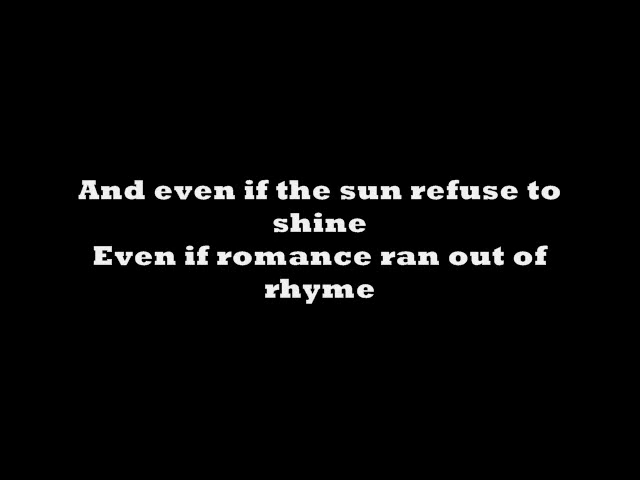 And even if the sun refuse to
shine
Even if romance ran out of
rhyme